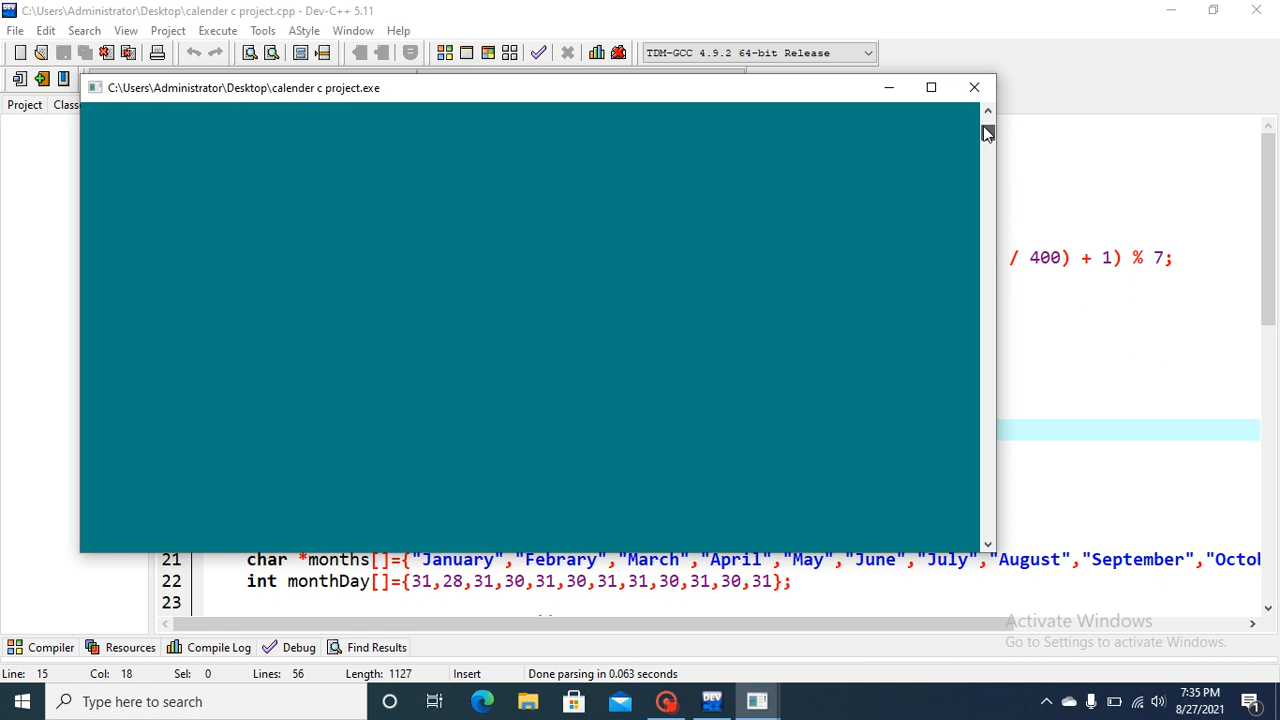 C:\Users\Administrator\Desktop\calender c project.cpp - Dev-C++ 5.11
File Edit Search View Project Execute Tools AStyle Window Help
TDM-GCC 4.9.2 64-bit Release
C:\Users\Administrator\Desktop\calender c project.exe
Project Classe
/ 400) + 1) % 7;
21 char *months[]={"January","Febrary","March","April","May","June","July","August","September","Octob
22 int monthDay[]={31,28,31,30,31,30,31,31,30,31,30,31};
23
Activate Windows
Go to Settings to activate Windows.
Compiler Resources Compile Log Debug Find Results
Line: 15 Col: 18 Sel: 0 Lines: 56 Length: 1127 Insert Done parsing in 0.063 seconds
Type here to search
DEV
7:35 PM
8/27/2021
1